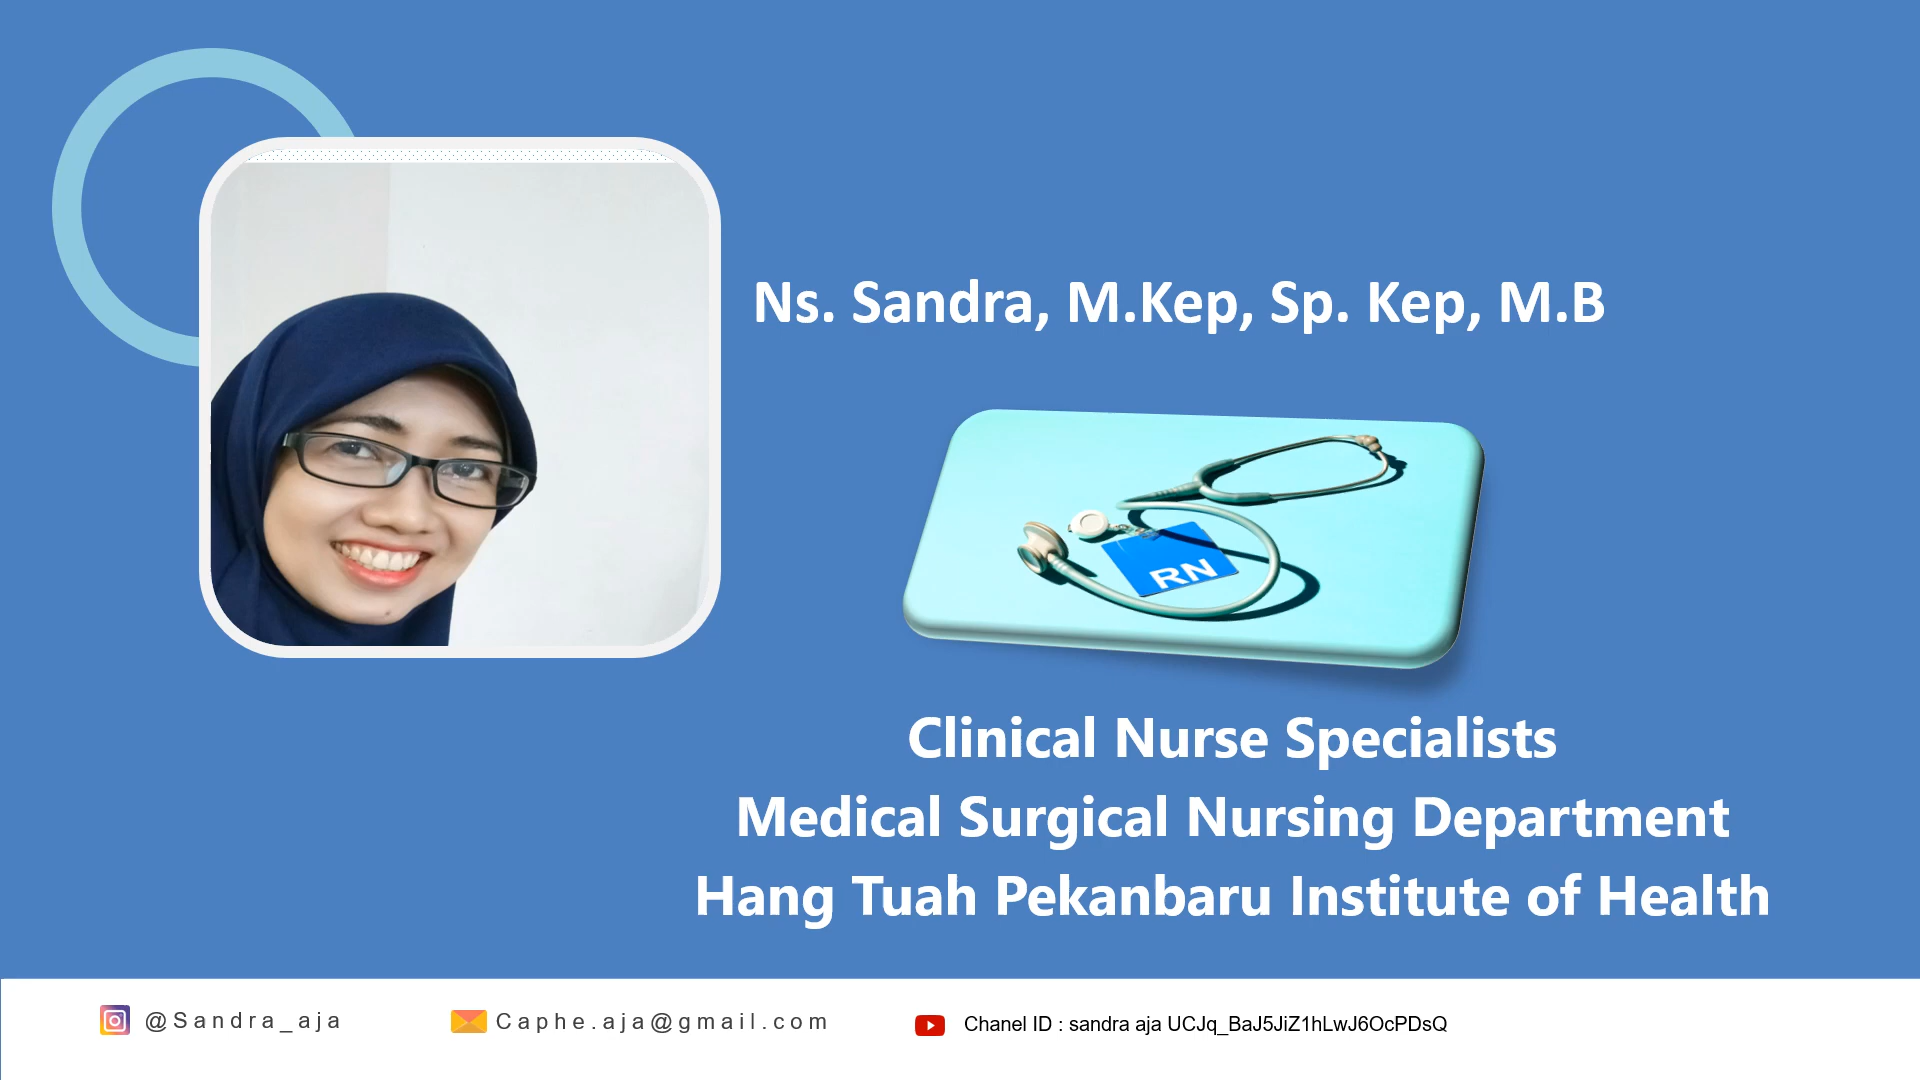 Ns. Sandra, M.Kep, Sp. Kep, M.B
RN
Clinical Nurse Specialists
Medical Surgical Nursing Department
Hang Tuah Pekanbaru Institute of Health
@Sandra_aja
Caphe.aja@gmail.com
Chanel ID : sandra aja UCJq_BaJ5JiZ1hLwJ6OcPDsQ